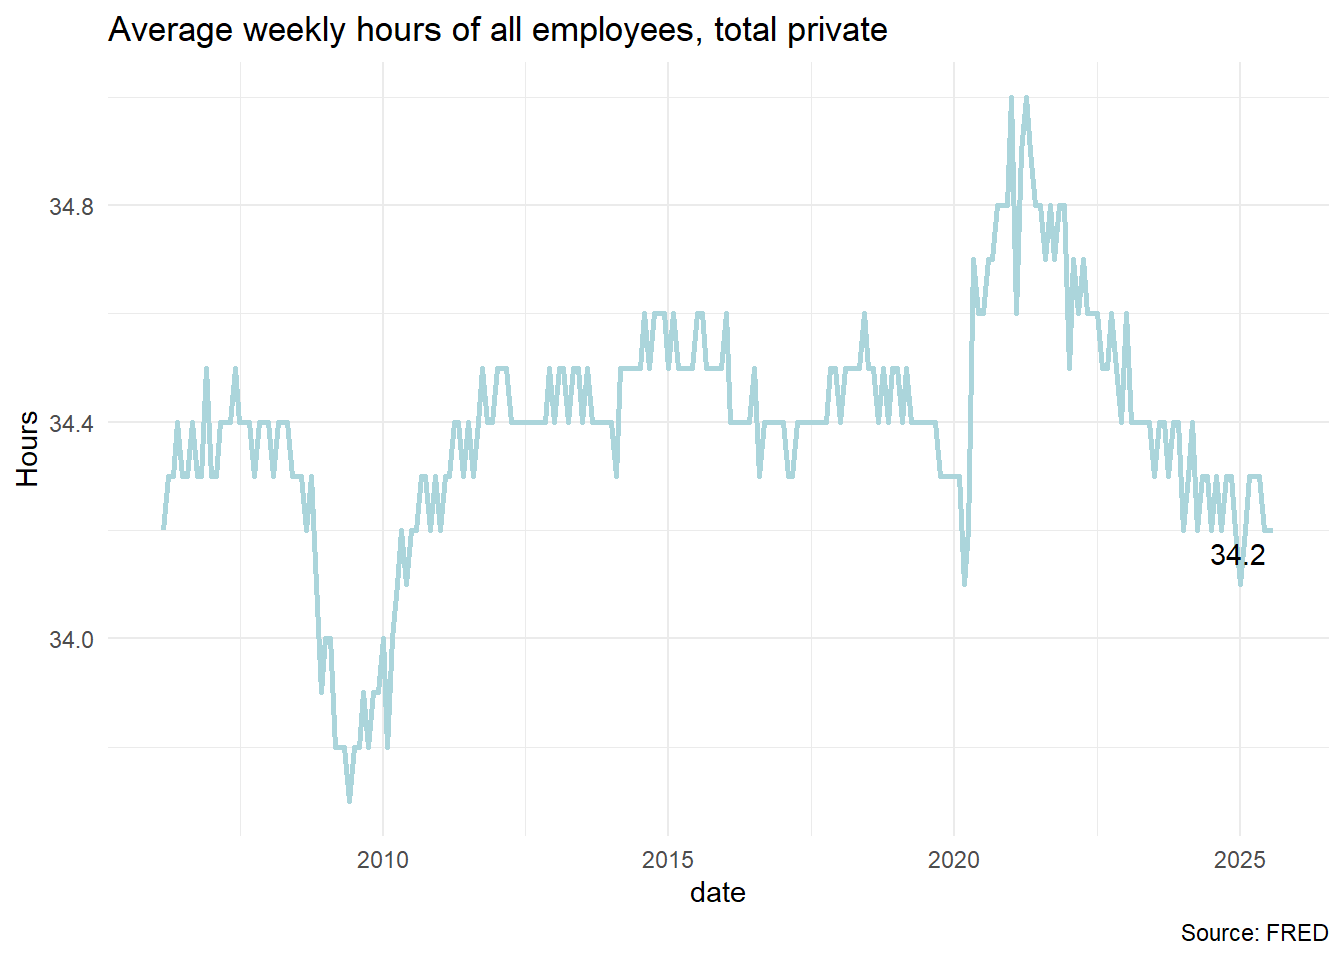 Average weekly hours of all employees, total private
34.8
34.4
34.0
Hours
34.2
2010
2015
2020
2025
date
Source: FRED